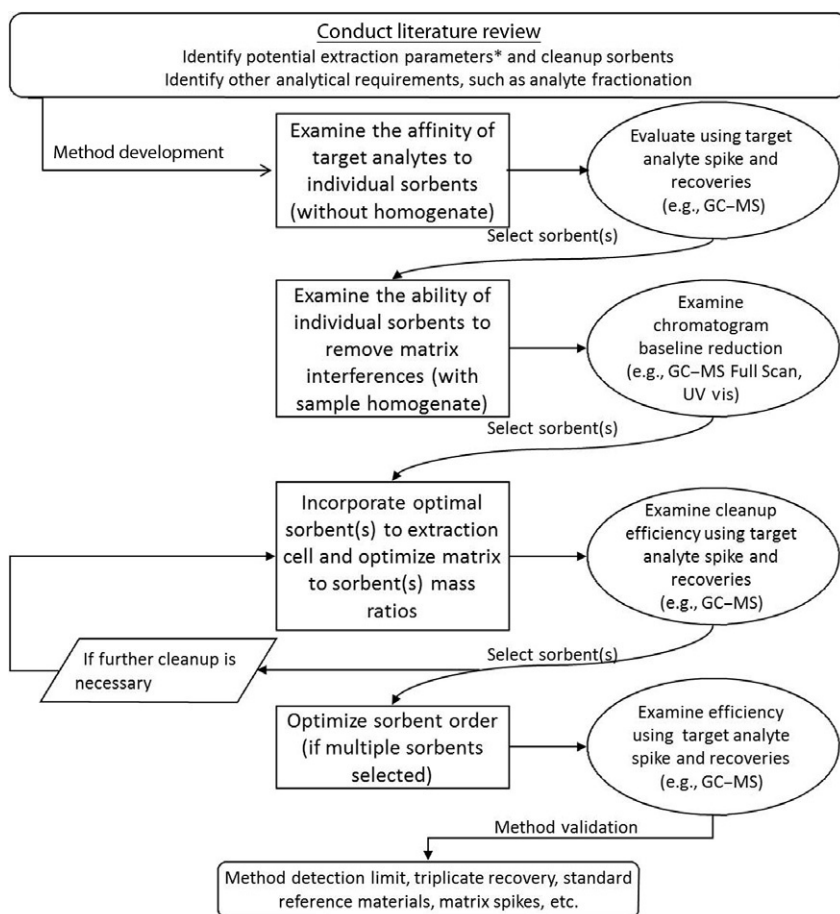 Conduct literature review
Identify potential extraction parameters* and cleanup sorbents
Identify other analytical requirements, such as analyte fractionation
Method development
Examine the affinity of
target analytes to
individual sorbents
(without homogenate)
Evaluate using target
analyte spike and
recoveries
(e.g., GC–MS)
Select sorbent(s)
Examine the ability of
individual sorbents to
remove matrix
interferences (with
sample homogenate)
Examine
chromatogram
baseline reduction
(e.g., GC–MS Full Scan,
UV vis)
Select sorbent(s)
Incorporate optimal
sorbent(s) to extraction
cell and optimize matrix
to sorbent(s) mass
ratios
Examine cleanup
efficiency using target
analyte spike and
recoveries
(e.g., GC–MS)
Select sorbent(s)
If further cleanup is
necessary
Optimize sorbent order
(if multiple sorbents
selected)
Examine efficiency
using target analyte
spike and recoveries
(e.g., GC–MS)
Method validation
Method detection limit, triplicate recovery, standard
reference materials, matrix spikes, etc.